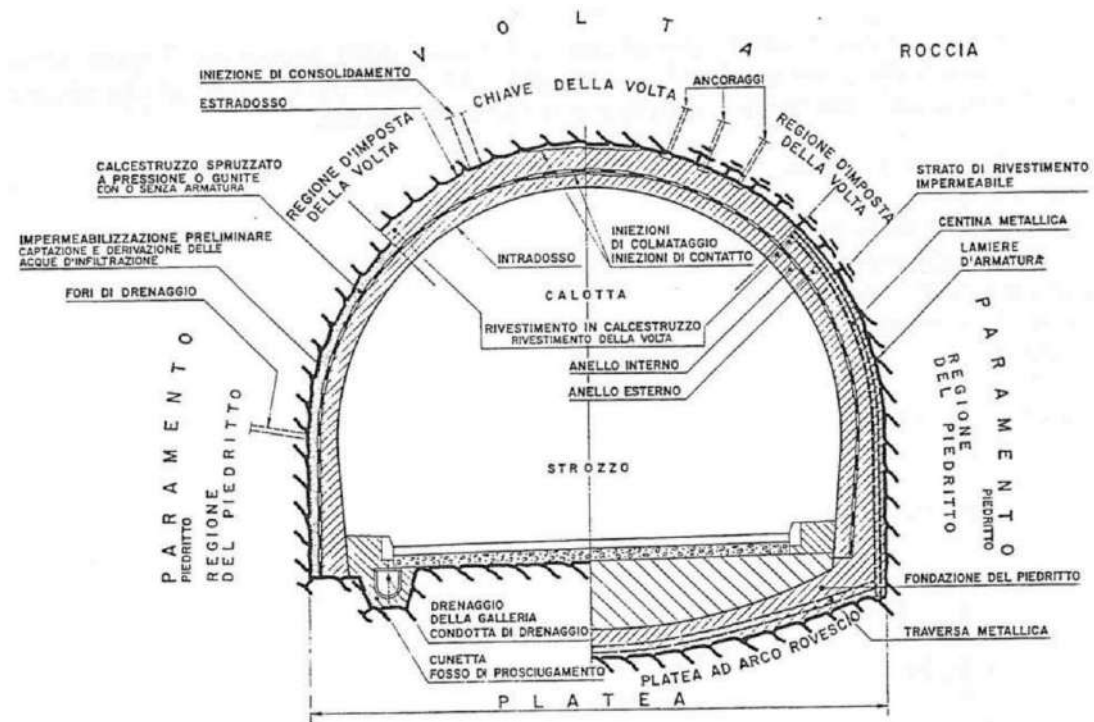 VOLTA
ROCCIA
INIEZIONE DI CONSOLIDAMENTO
ESTRADOSSO
CHIAVE DELLA VOLTA
ANCORAGGI
REGIONE D'IMPOSTA
DELLA VOLTA
REGIONE D'IMPOSTA
DELLA VOLTA
CALCESTRUZZO SPRUZZATO
A PRESSIONE O GUNITE
CON O SENZA ARMATURA
STRATO DI RIVESTIMENTO
IMPERMEABILE
CENTINA METALLICA
LAMIERE
D'ARMATURA
IMPERMEABILIZZAZIONE PRELIMINARE
CAPTAZIONE E DERIVAZIONE DELLE
ACQUE D'INFILTRAZIONE
FORI DI DRENAGGIO
INTRADOSSO
INIEZIONI
DI COLMATAGGIO
INIEZIONI DI CONTATTO
CALOTTA
RIVESTIMENTO IN CALCESTRUZZO
RIVESTIMENTO DELLA VOLTA
ANELLO INTERNO
ANELLO ESTERNO
PARAMENTO
PIEDRITTO
REGIONE
DEL PIEDRITTO
STROZZO
PARAMENTO
REGIONE
DEL PIEDRITTO
PIEDRITTO
FONDAZIONE DEL PIEDRITTO
DRENAGGIO
DELLA GALLERIA
CONDOTTA DI DRENAGGIO
TRAVERSA METALLICA
CUNETTA
FOSSO DI PROSCIUGAMENTO
PLATEA AD ARCO ROVESCIO
PLATEA